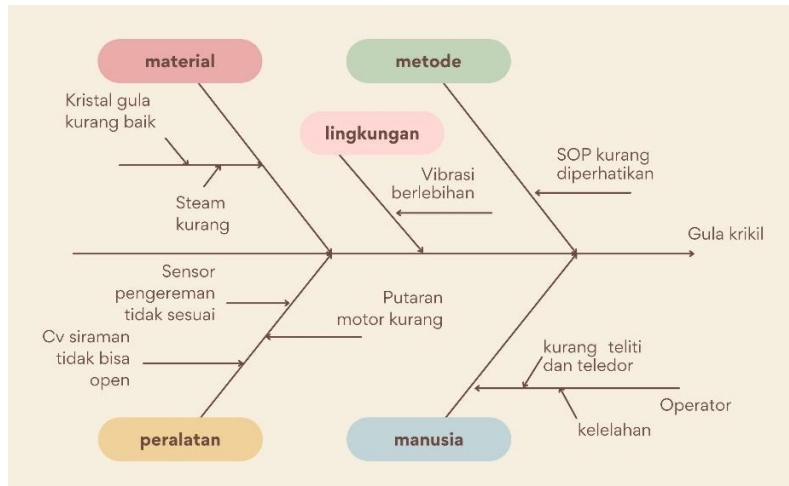 material
metode
Kristal gula
kurang baik
lingkungan
SOP kurang
diperhatikan
Vibrasi
berlebihan
Steam
kurang
Gula krikil
Sensor
pengereman
tidak sesuai
Putaran
motor kurang
Cv siraman
tidak bisa
open
kurang teliti
dan teledor
Operator
kelelahan
peralatan
manusia